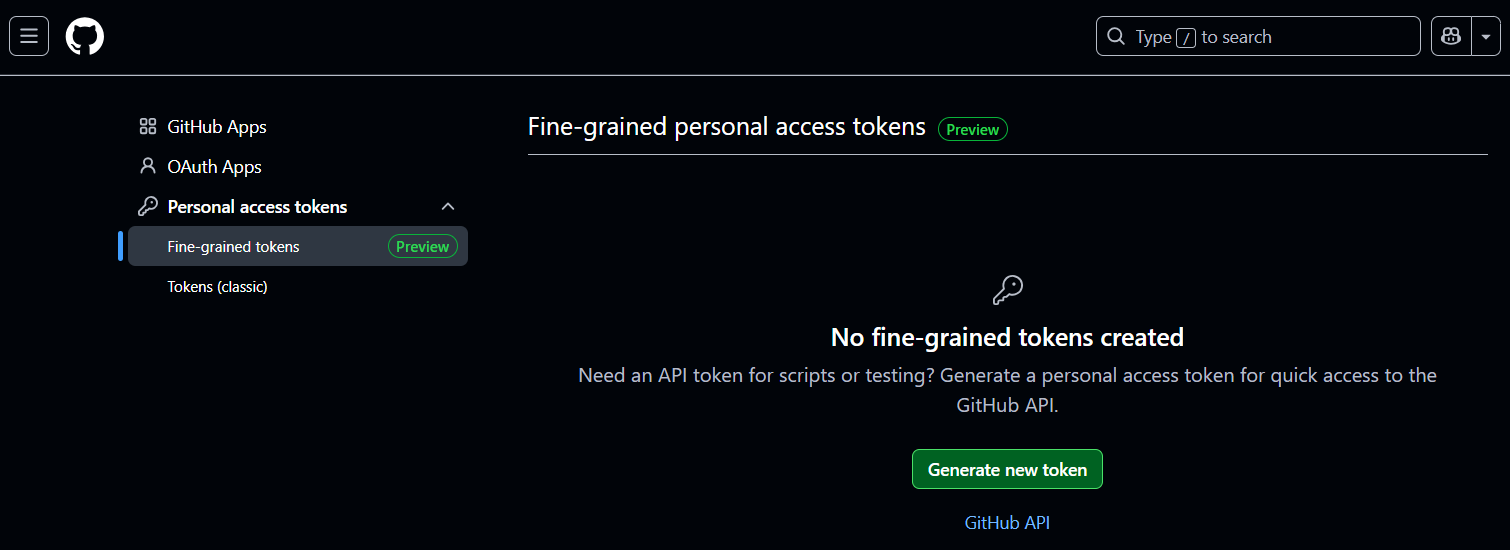 Type / to search
GitHub Apps
OAuth Apps
Personal access tokens
Fine-grained tokens Preview
Tokens (classic)
Fine-grained personal access tokens Preview
No fine-grained tokens created
Need an API token for scripts or testing? Generate a personal access token for quick access to the
GitHub API.
Generate new token
GitHub API